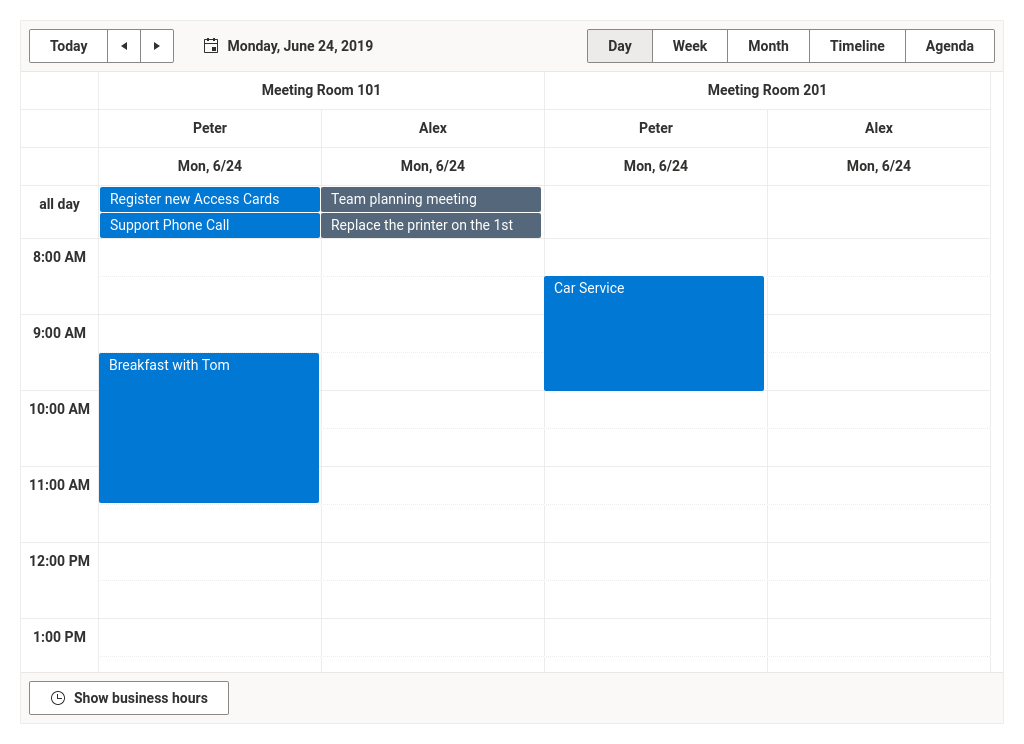 Today
Monday, June 24, 2019
Day
Week
Month
Timeline
Agenda
Meeting Room 101
Meeting Room 201
Peter
Alex
Peter
Alex
Mon, 6/24
Mon, 6/24
Mon, 6/24
Mon, 6/24
all day
Register new Access Cards
Team planning meeting
Support Phone Call
Replace the printer on the 1st
8:00 AM
Car Service
9:00 AM
Breakfast with Tom
10:00 AM
11:00 AM
12:00 PM
1:00 PM
Show business hours